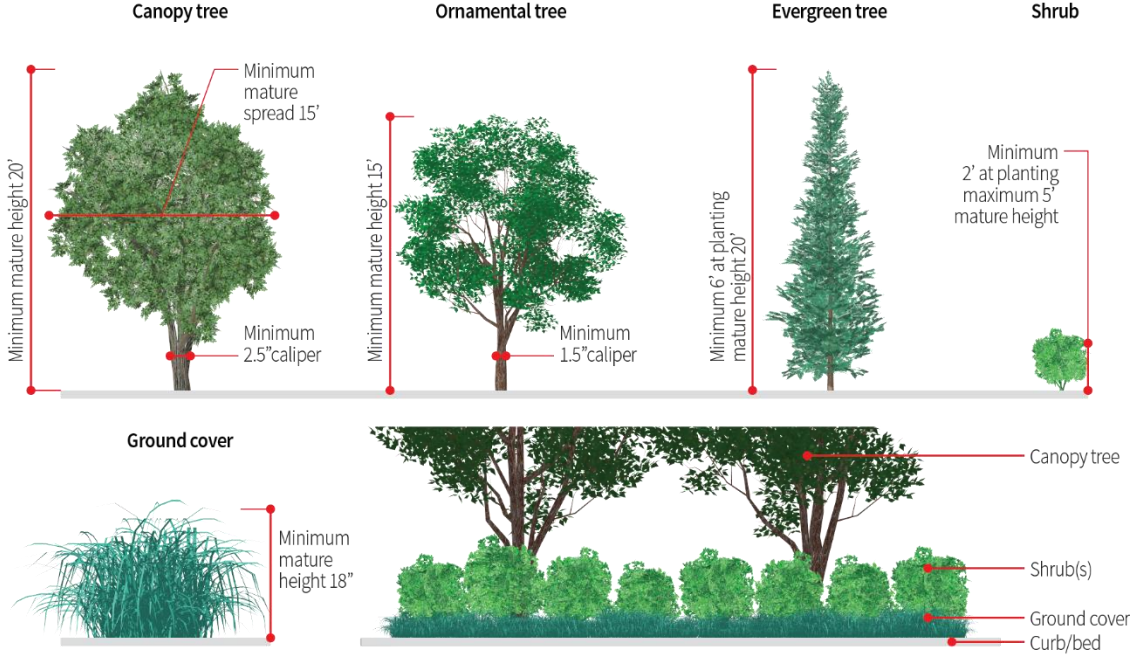 Canopy tree
Ornamental tree
Evergreen tree
Shrub
Minimum mature height 20’
Minimum
mature
spread 15’
Minimum
2.5”caliper
Minimum mature height 15’
Minimum
1.5”caliper
Minimum 6’ at planting
mature height 20’
Minimum
2’ at planting
maximum 5’
mature height
Ground cover
Minimum
mature
height 18”
Canopy tree
Shrub(s)
Ground cover
Curb/bed